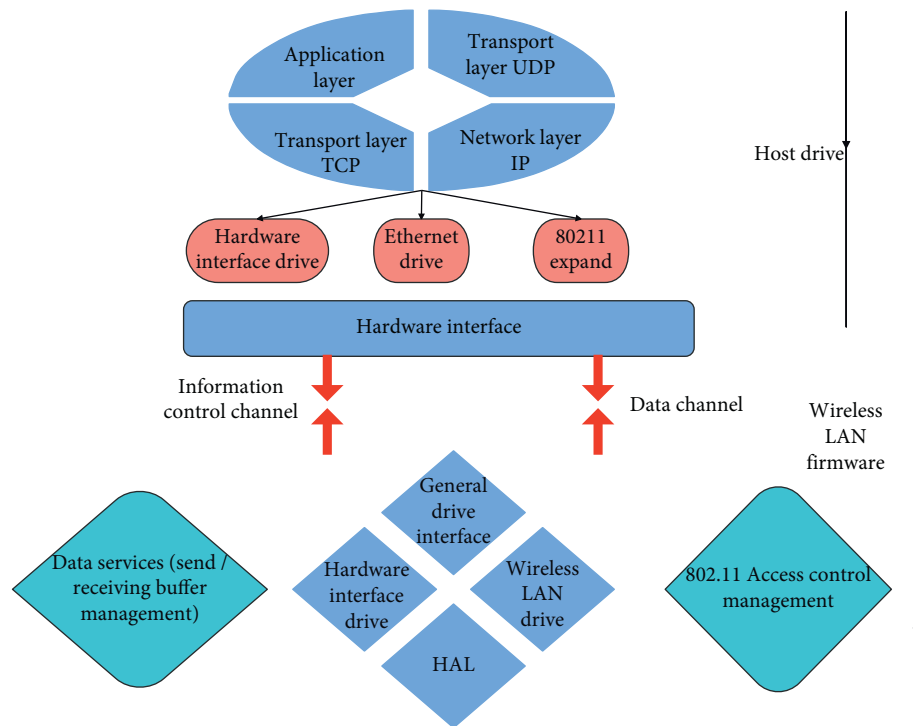 Application
layer
Transport
layer UDP
Transport layer
TCP
Network layer
IP
Host drive
Hardware
interface drive
Ethernet
drive
80211
expand
Hardware interface
Information
control channel
Data channel
Wireless
LAN
firmware
General
drive
interface
Data services (send /
receiving buffer
management)
Hardware
interface
drive
Wireless
LAN
drive
802.11 Access control
management
HAL